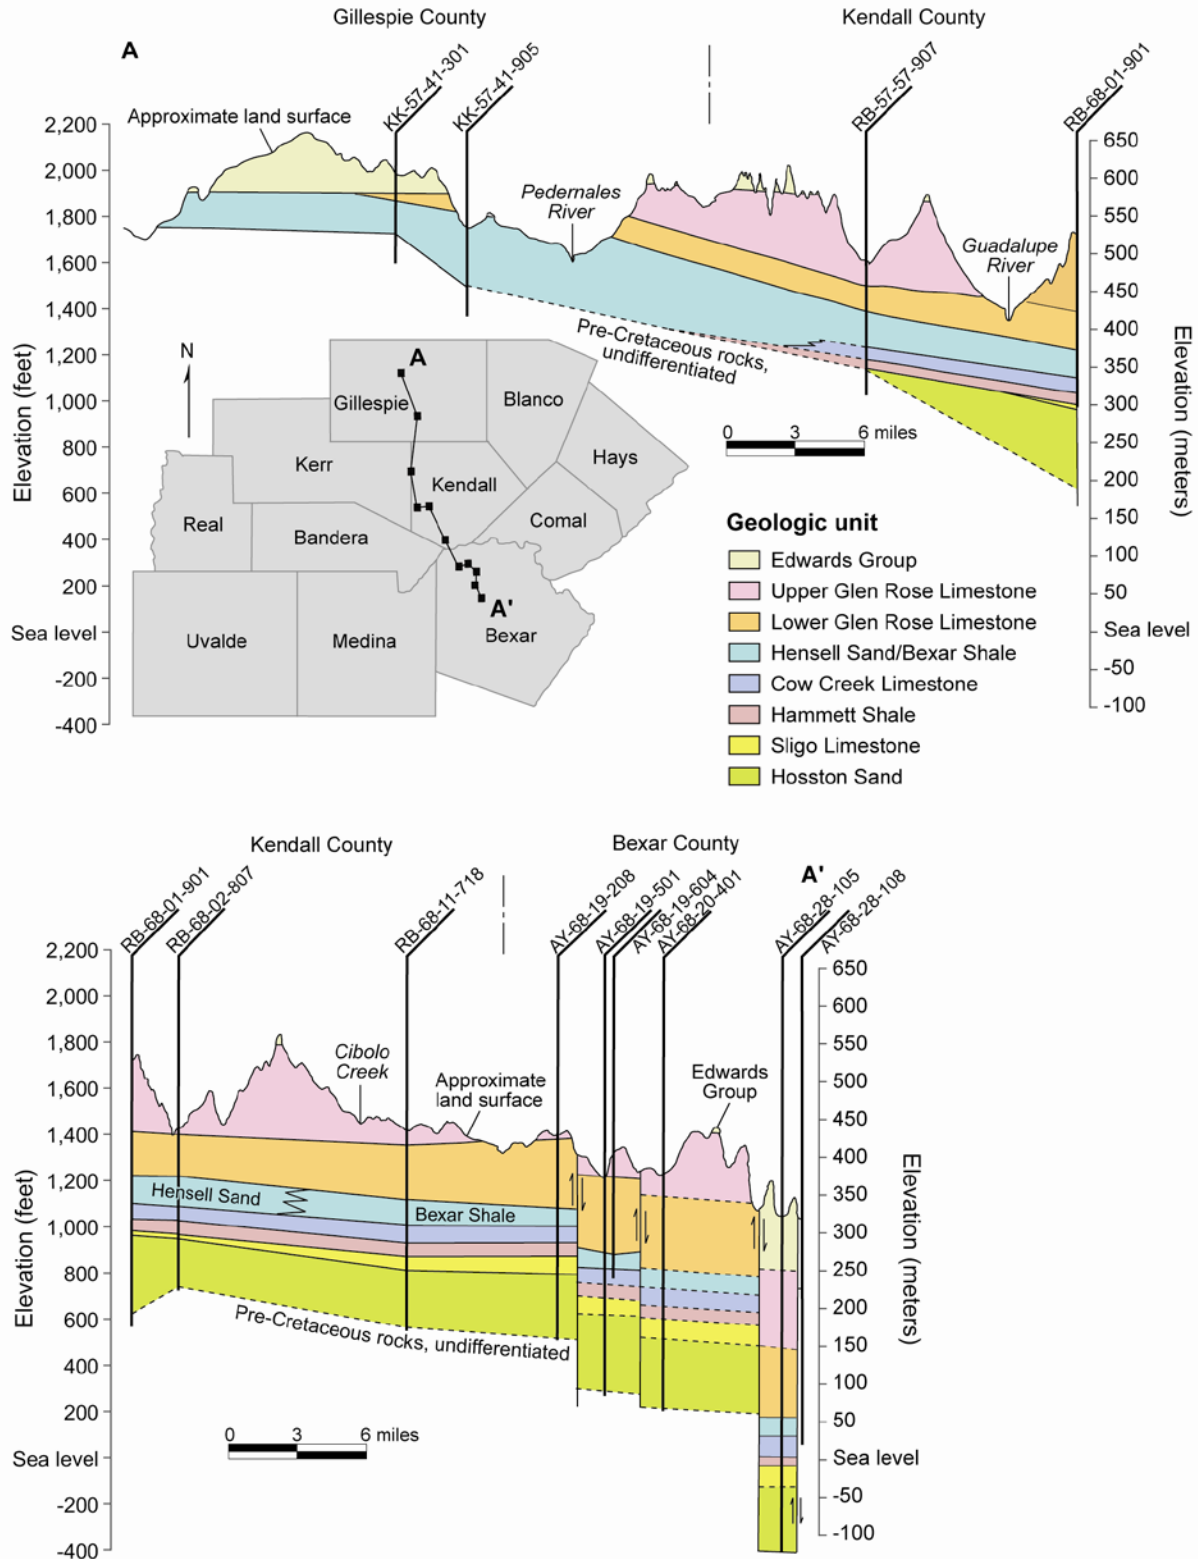 Gillespie County
Kendall County
A
KK-57-41-301
KK-57-41-905
RB-57-57-907
RB-68-01-901
Approximate land surface
Pedernales
River
Guadalupe
River
Pre-Cretaceous rocks,
undifferentiated
Elevation (feet)
2,200
2,000
1,800
1,600
1,400
1,200
1,000
800
600
400
200
Sea level
-200
-400
650
600
550
500
450
400
350
300
250
200
150
100
50
Sea level
-50
-100
Elevation (meters)
0 3 6 miles
N
A
Gillespie
Blanco
Kerr
Hays
Kendall
Real
Bandera
Comal
A'
Uvalde
Medina
Bexar
Geologic unit
Edwards Group
Upper Glen Rose Limestone
Lower Glen Rose Limestone
Hensell Sand/Bexar Shale
Cow Creek Limestone
Hammett Shale
Sligo Limestone
Hosston Sand
Kendall County
Bexar County
A'
RB-68-01-901
RB-68-02-807
RB-68-11-718
AY-68-19-208
AY-68-19-501
AY-68-19-604
AY-68-20-401
AY-68-28-105
AY-68-28-108
Cibolo
Creek
Approximate
land surface
Edwards
Group
Hensell Sand
Bexar Shale
Pre-Cretaceous rocks, undifferentiated
Elevation (feet)
2,200
2,000
1,800
1,600
1,400
1,200
1,000
800
600
400
200
Sea level
-200
-400
650
600
550
500
450
400
350
300
250
200
150
100
50
Sea level
-50
-100
Elevation (meters)
0 3 6 miles